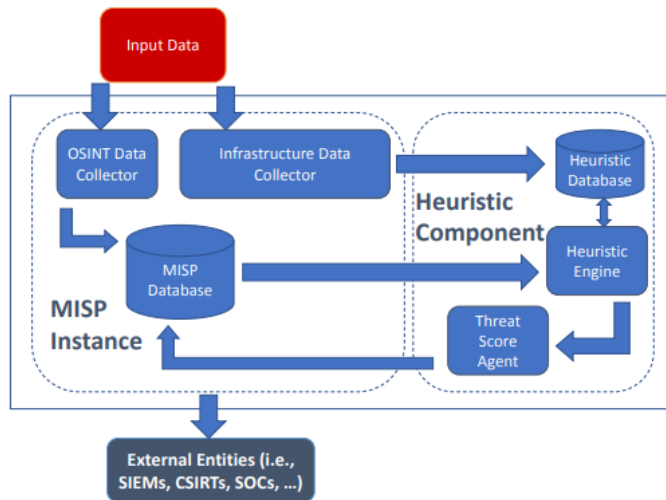 Input Data
OSINT Data
Collector
Infrastructure Data
Collector
Heuristic
Database
Heuristic
Component
MISP
Database
Heuristic
Engine
MISP
Instance
Threat
Score
Agent
External Entities (i.e.,
SIEMs, CSIRTs, SOCs, ...)